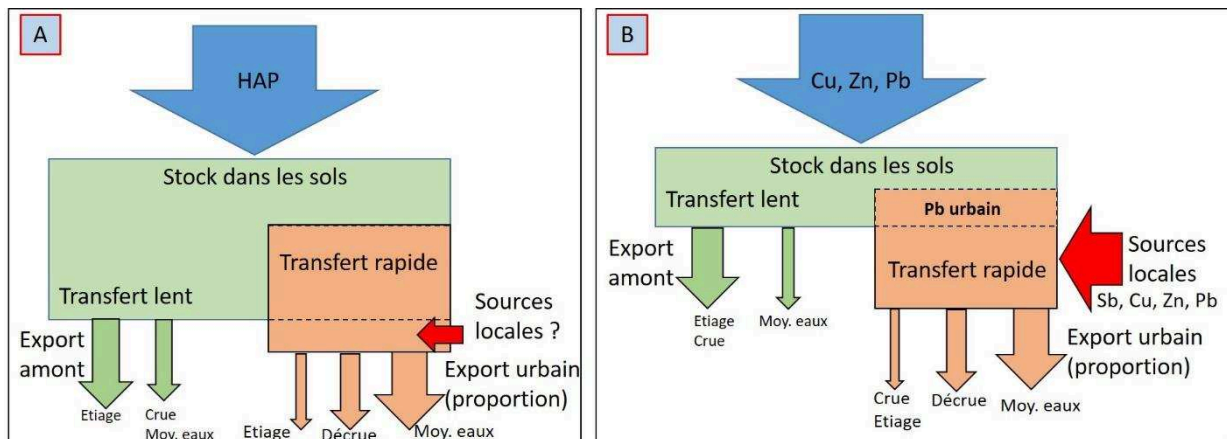 A
HAP
Stock dans les sols
Transfert lent
Transfert rapide
Sources
locales ?
Export
amont
Export urbain
(proportion)
Etiage
Crue
Moy. eaux
Etiage
Décrue
Moy. eaux
B
Cu, Zn, Pb
Stock dans les sols
Transfert lent
Pb urbain
Transfert rapide
Sources
locales
Sb, Cu, Zn, Pb
Export
amont
Etiage
Crue
Moy. eaux
Export urbain
(proportion)
Crue
Etiage
Décrue
Moy. eaux